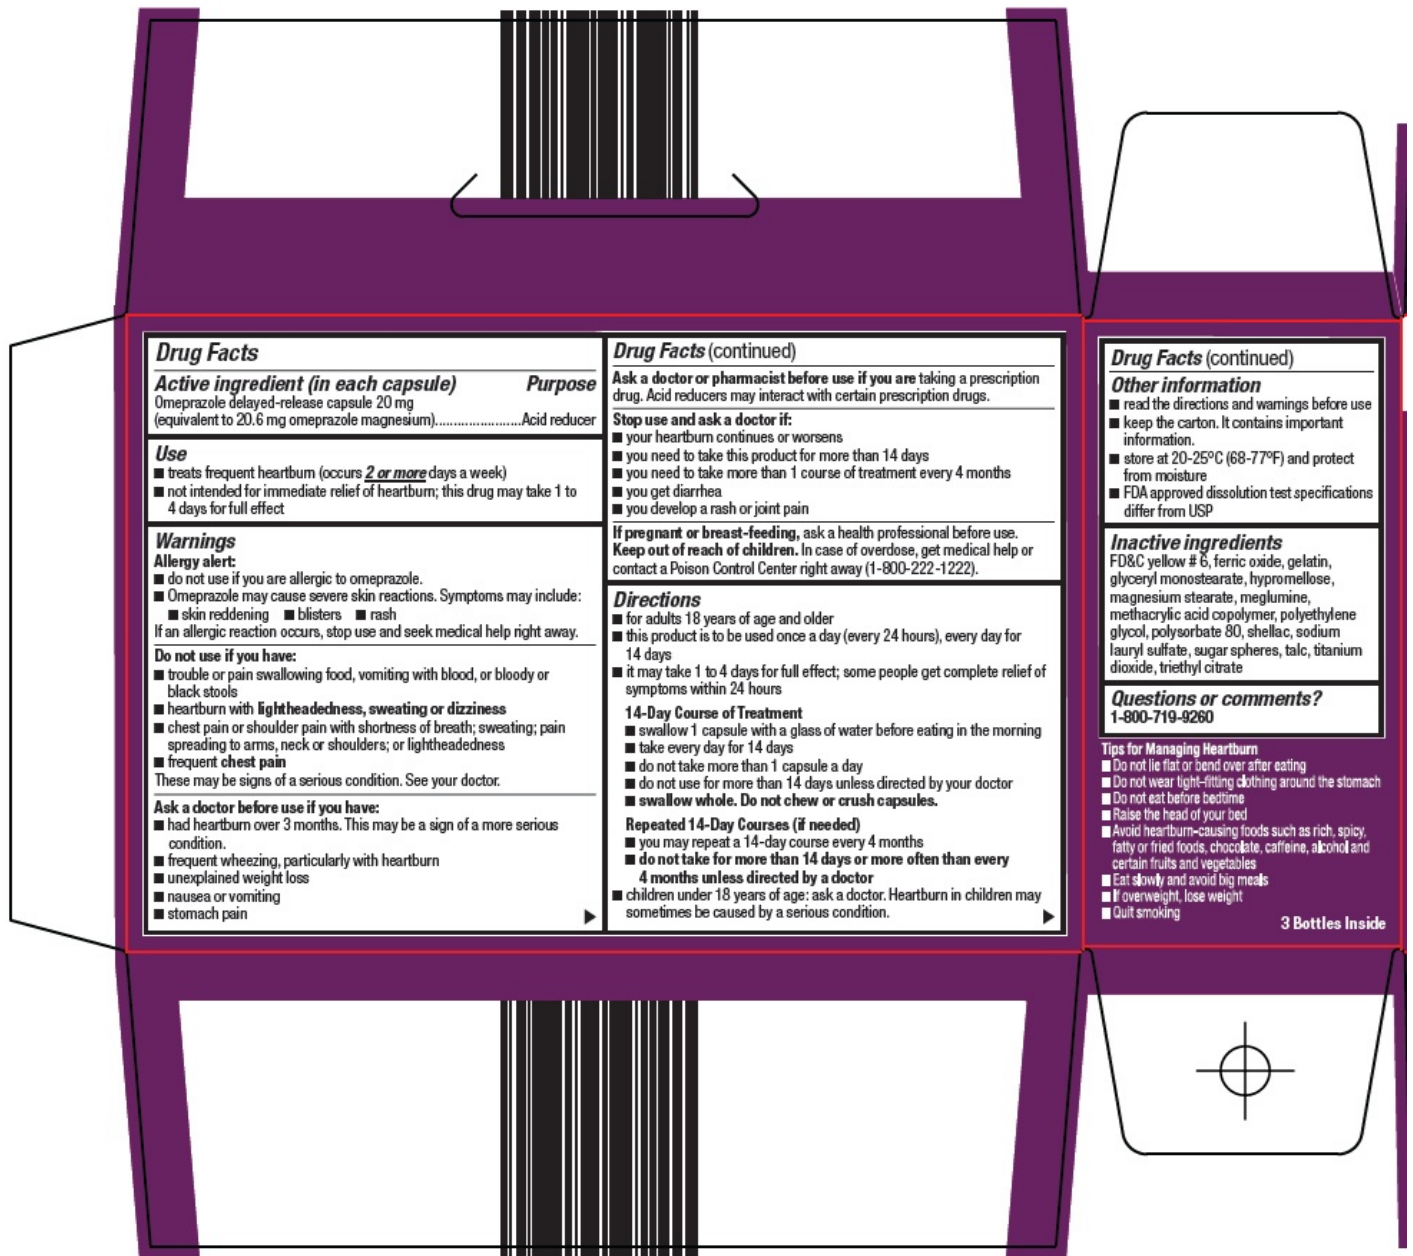 Drug Facts
Active ingredient (in each capsule) Purpose
Omeprazole delayed-release capsule 20 mg
(equivalent to 20.6 mg omeprazole magnesium)........................Acid reducer
Use
■ treats frequent heartburn (occurs 2 or more days a week)
■ not intended for immediate relief of heartburn; this drug may take 1 to
4 days for full effect
Warnings
Allergy alert:
■ do not use if you are allergic to omeprazole.
■ Omeprazole may cause severe skin reactions. Symptoms may include:
■ skin reddening ■ blisters ■ rash
If an allergic reaction occurs, stop use and seek medical help right away.
Do not use if you have:
■ trouble or pain swallowing food, vomiting with blood, or bloody or
black stools
■ heartburn with lightheadedness, sweating or dizziness
■ chest pain or shoulder pain with shortness of breath; sweating; pain
spreading to arms, neck or shoulders; or lightheadedness
■ frequent chest pain
These may be signs of a serious condition. See your doctor.
Ask a doctor before use if you have:
■ had heartburn over 3 months. This may be a sign of a more serious
condition.
■ frequent wheezing, particularly with heartburn
■ unexplained weight loss
■ nausea or vomiting
■ stomach pain
Drug Facts (continued)
Ask a doctor or pharmacist before use if you are taking a prescription
drug. Acid reducers may interact with certain prescription drugs.
Stop use and ask a doctor if:
■ your heartburn continues or worsens
■ you need to take this product for more than 14 days
■ you need to take more than 1 course of treatment every 4 months
■ you get diarrhea
■ you develop a rash or joint pain
If pregnant or breast-feeding, ask a health professional before use.
Keep out of reach of children. In case of overdose, get medical help or
contact a Poison Control Center right away (1-800-222-1222).
Directions
■ for adults 18 years of age and older
■ this product is to be used once a day (every 24 hours), every day for
14 days
■ it may take 1 to 4 days for full effect; some people get complete relief of
symptoms within 24 hours
14-Day Course of Treatment
■ swallow 1 capsule with a glass of water before eating in the morning
■ take every day for 14 days
■ do not take more than 1 capsule a day
■ do not use for more than 14 days unless directed by your doctor
■ swallow whole. Do not chew or crush capsules.
Repeated 14-Day Courses (if needed)
■ you may repeat a 14-day course every 4 months
■ do not take for more than 14 days or more often than every
4 months unless directed by a doctor
■ children under 18 years of age: ask a doctor. Heartburn in children may
sometimes be caused by a serious condition.
Drug Facts (continued)
Other information
■ read the directions and warnings before use
■ keep the carton. It contains important
information.
■ store at 20-25ºC (68-77ºF) and protect
from moisture
■ FDA approved dissolution test specifications
differ from USP
Inactive ingredients
FD&C yellow # 6, ferric oxide, gelatin,
glyceryl monostearate, hypromellose,
magnesium stearate, meglumine,
methacrylic acid copolymer, polyethylene
glycol, polysorbate 80, shellac, sodium
lauryl sulfate, sugar spheres, talc, titanium
dioxide, triethyl citrate
Questions or comments?
1-800-719-9260
Tips for Managing Heartburn
■ Do not lie flat or bend over after eating
■ Do not wear tight-fitting clothing around the stomach
■ Do not eat before bedtime
■ Raise the head of your bed
■ Avoid heartburn-causing foods such as rich, spicy,
fatty or fried foods, chocolate, caffeine, alcohol and
certain fruits and vegetables
■ Eat slowly and avoid big meals
■ If overweight, lose weight
■ Quit smoking
3 Bottles Inside